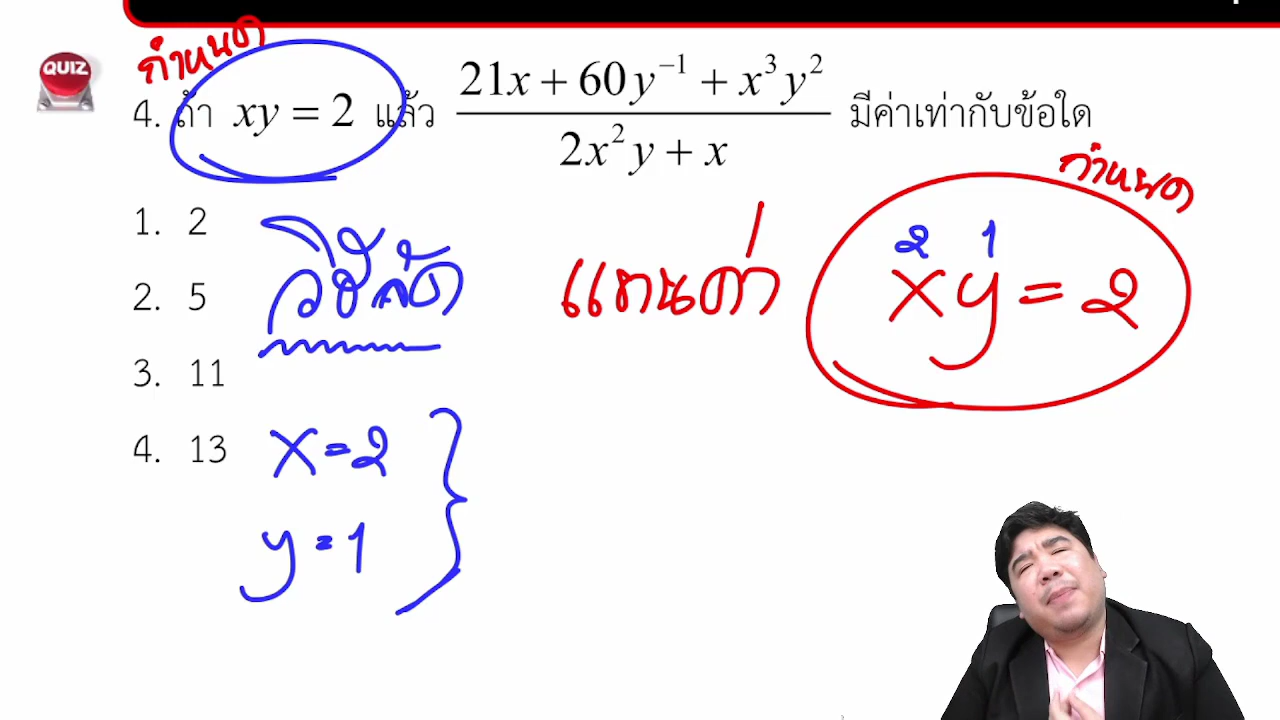 กำหนด
QUIZ
4. ถ้า xy = 2 แล้ว (21x + 60y⁻¹ + x³y²)/(2x²y + x) มีค่าเท่ากับข้อใด
กำหนด
1. 2
วิธีลัด
แทนค่า
2 1
xy = 2
2. 5
3. 11
4. 13
x = 2
y = 1